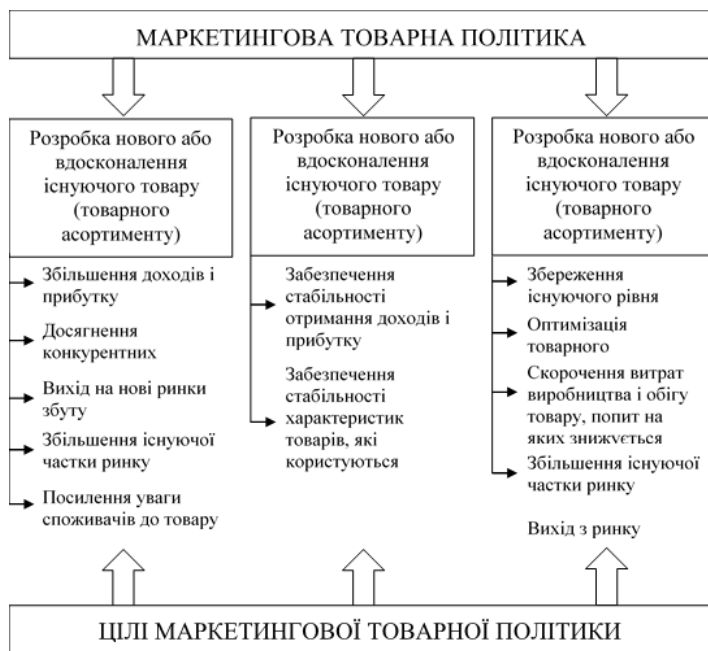 МАРКЕТИНГОВА ТОВАРНА ПОЛІТИКА
Розробка нового або
вдосконалення
існуючого товару
(товарного
асортименту)
Збільшення доходів і
прибутку
Досягнення
конкурентних
Вихід на нові ринки
збуту
Збільшення існуючої
частки ринку
Посилення уваги
споживачів до товару
Розробка нового або
вдосконалення
існуючого товару
(товарного
асортименту)
Забезпечення
стабільності
отримання доходів і
прибутку
Забезпечення
стабільності
характеристик
товарів, які
користуються
Розробка нового або
вдосконалення
існуючого товару
(товарного
асортименту)
Збереження
існуючого рівня
Оптимізація
товарного
Скорочення витрат
виробництва і обігу
товару, попит на
яких знижується
Збільшення існуючої
частки ринку
Вихід з ринку
ЦІЛІ МАРКЕТИНГОВОЇ ТОВАРНОЇ ПОЛІТИКИ